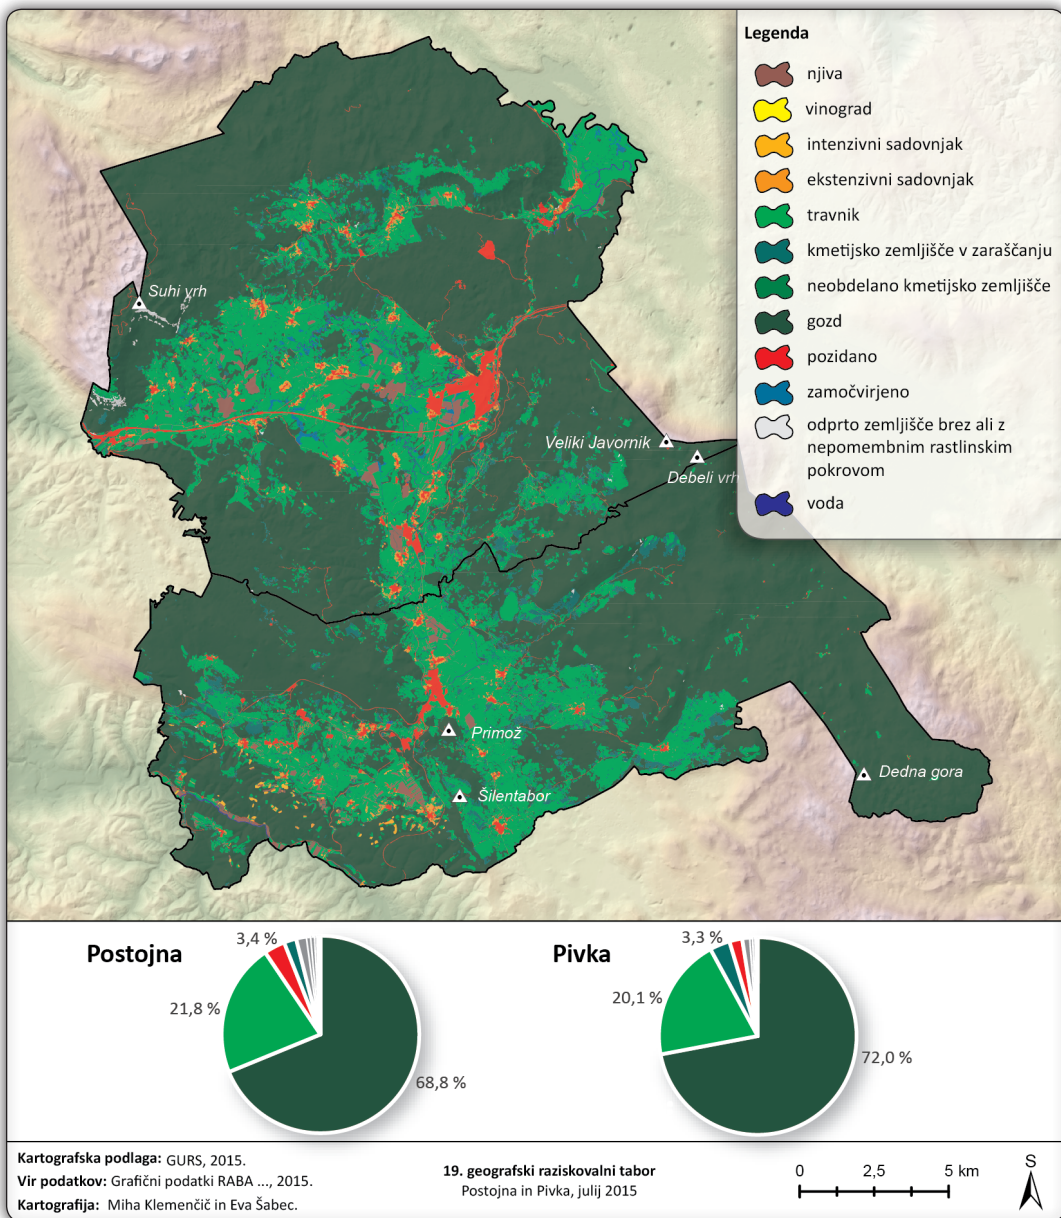 Legenda
njiva
vinograd
intenzivni sadovnjak
ekstenzivni sadovnjak
travnik
kmetijsko zemljišče v zaraščanju
neobdelano kmetijsko zemljišče
gozd
pozidano
zamočvirjeno
odprto zemljišče brez ali z
nepomembnim rastlinskim
pokrovom
voda
Suhi vrh
Veliki Javornik
Debeli vrh
Primož
Dedna gora
Šilentabor
Postojna
3,4 %
21,8 %
68,8 %
Pivka
3,3 %
20,1 %
72,0 %
Kartografska podlaga: GURS, 2015.
Vir podatkov: Grafični podatki RABA ..., 2015.
Kartografija: Miha Klemenčič in Eva Šabec.
19. geografski raziskovalni tabor
Postojna in Pivka, julij 2015
0 2,5 5 km
S